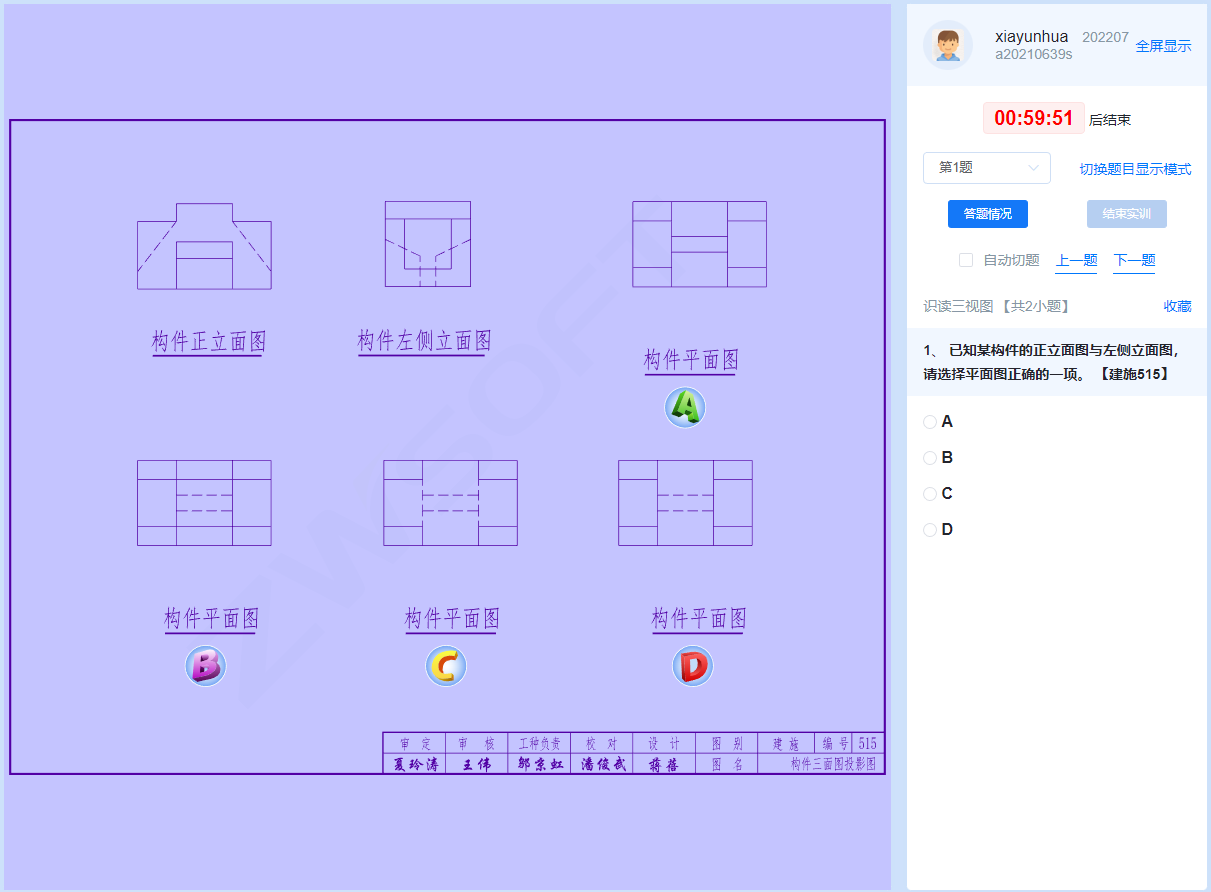 构件正立面图
构件左侧立面图
构件平面图
A
构件平面图
构件平面图
构件平面图
B
C
D
ZWSOFT
审 定 审 核 工种负责 校 对 设 计 图 别 建 施 编 号 515
夏玲涛 王伟 邬京虹 潘俊武 蒋蓓 图 名 构件三面图投影图
xiayunhua 202207
a20210639s
全屏显示
00:59:51 后结束
第1题 切换题目显示模式
答题情况 结束实训
自动切题 上一题 下一题
识读三视图 【共2小题】 收藏
1、 已知某构件的正立面图与左侧立面图,
请选择平面图正确的一项。 【建施515】
A
B
C
D